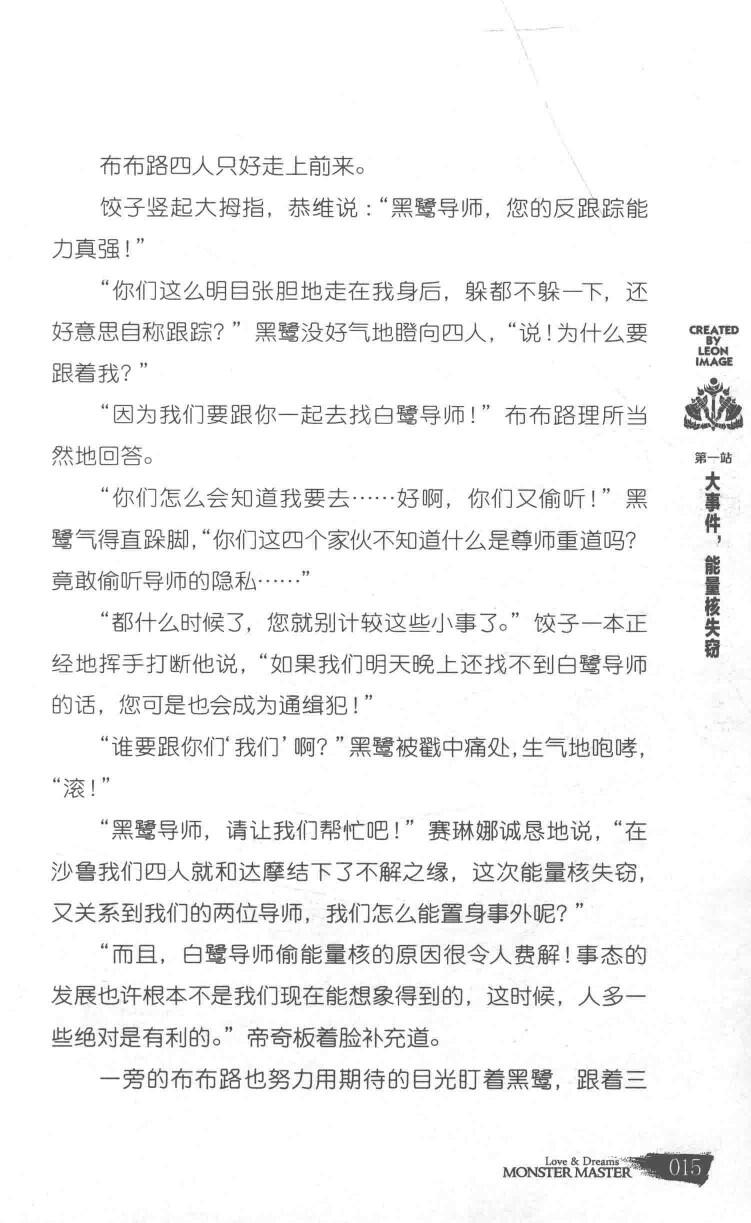 布布路四人只好走上前来。
饺子竖起大拇指，恭维说：“黑鹭导师，您的反跟踪能
力真强！”
“你们这么明目张胆地走在我身后，躲都不躲一下，还
好意思自称跟踪？”黑鹭没好气地瞪向四人，“说！为什么要
跟着我？”
“因为我们要跟你一起去找白鹭导师！”布布路理所当
然地回答。
“你们怎么会知道我要去……好啊，你们又偷听！”黑
鹭气得直跺脚，“你们这四个家伙不知道什么是尊师重道吗？
竟敢偷听导师的隐私……”
“都什么时候了，您就别计较这些小事了。”饺子一本正
经地挥手打断他说，“如果我们明天晚上还找不到白鹭导师
的话，您可是也会成为通缉犯！”
“谁要跟你们‘我们’啊？”黑鹭被戳中痛处，生气地咆哮，
“滚！”
“黑鹭导师，请让我们帮忙吧！”赛琳娜诚恳地说，“在
沙鲁我们四人就和达摩结下了不解之缘，这次能量核失窃，
又关系到我们的两位导师，我们怎么能置身事外呢？”
“而且，白鹭导师偷能量核的原因很令人费解！事态的
发展也许根本不是我们现在能想象得到的，这时候，人多一
些绝对是有利的。”帝奇板着脸补充道。
一旁的布布路也努力用期待的目光盯着黑鹭，跟着三
CREATED
BY
LEON
IMAGE
第一站
大事件，能量核失窃
Love & Dreams
MONSTER MASTER
015